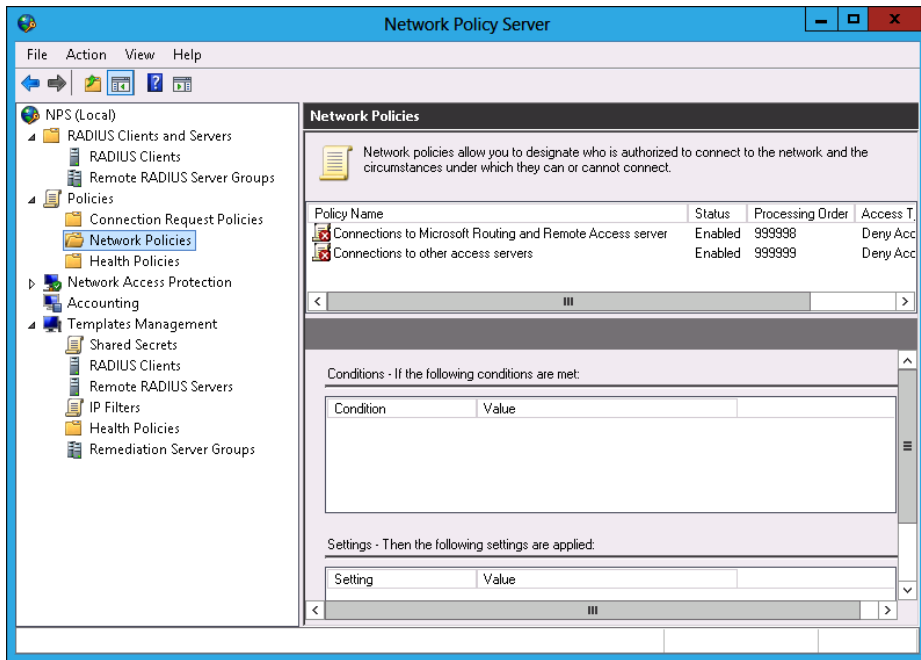 Network Policy Server
File Action View Help
NPS (Local)
RADIUS Clients and Servers
RADIUS Clients
Remote RADIUS Server Groups
Policies
Connection Request Policies
Network Policies
Health Policies
Network Access Protection
Accounting
Templates Management
Shared Secrets
RADIUS Clients
Remote RADIUS Servers
IP Filters
Health Policies
Remediation Server Groups
Network Policies
Network policies allow you to designate who is authorized to connect to the network and the
circumstances under which they can or cannot connect.
Policy Name Status Processing Order Access T
Connections to Microsoft Routing and Remote Access server Enabled 999998 Deny Acc
Connections to other access servers Enabled 999999 Deny Acc
Conditions - If the following conditions are met:
Condition Value
Settings - Then the following settings are applied:
Setting Value